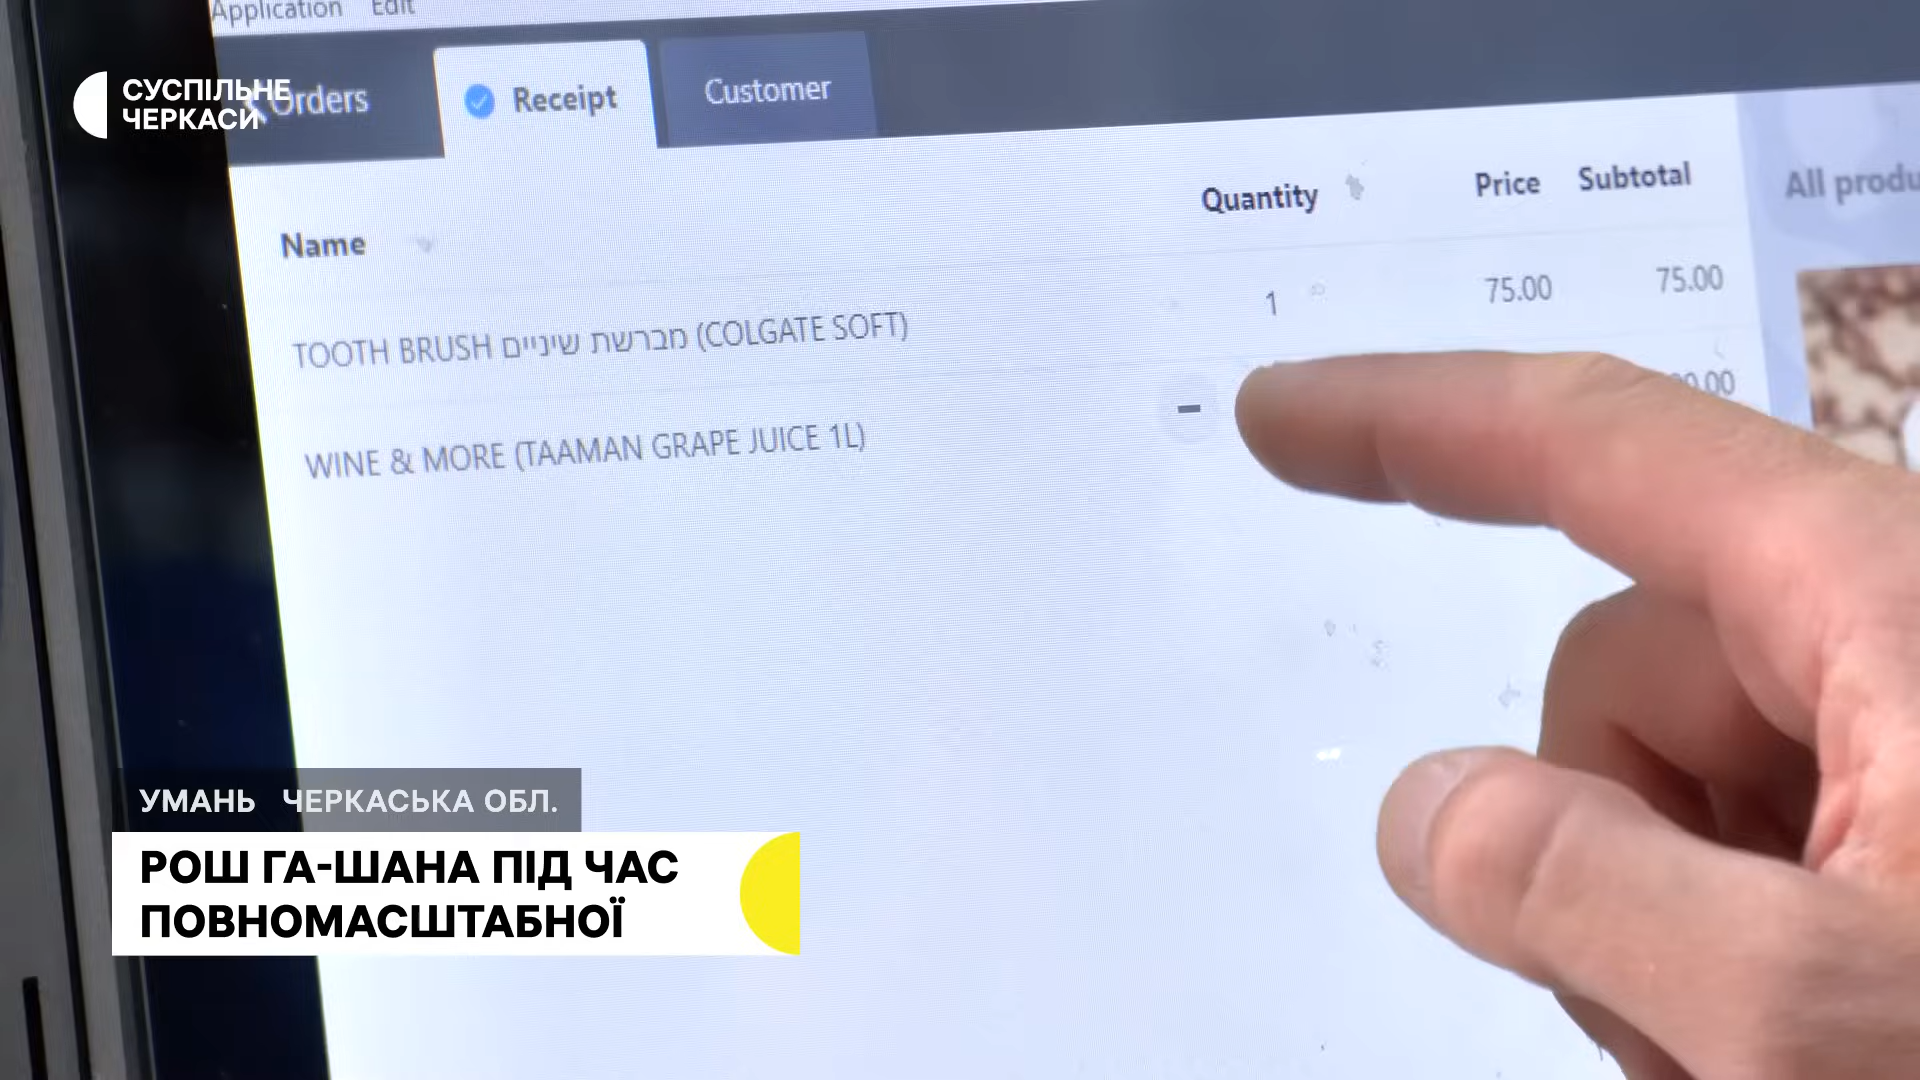 Application Edit
СУСПІЛЬНЕ
ЧЕРКАСИ
Orders
Receipt
Customer
Name
Quantity
Price
Subtotal
All produ
TOOTH BRUSH מברשת שיניים (COLGATE SOFT)
1
75.00
75.00
WINE & MORE (TAAMAN GRAPE JUICE 1L)
00.00
УМАНЬ ЧЕРКАСЬКА ОБЛ.
РОШ ГА-ШАНА ПІД ЧАС
ПОВНОМАСШТАБНОЇ